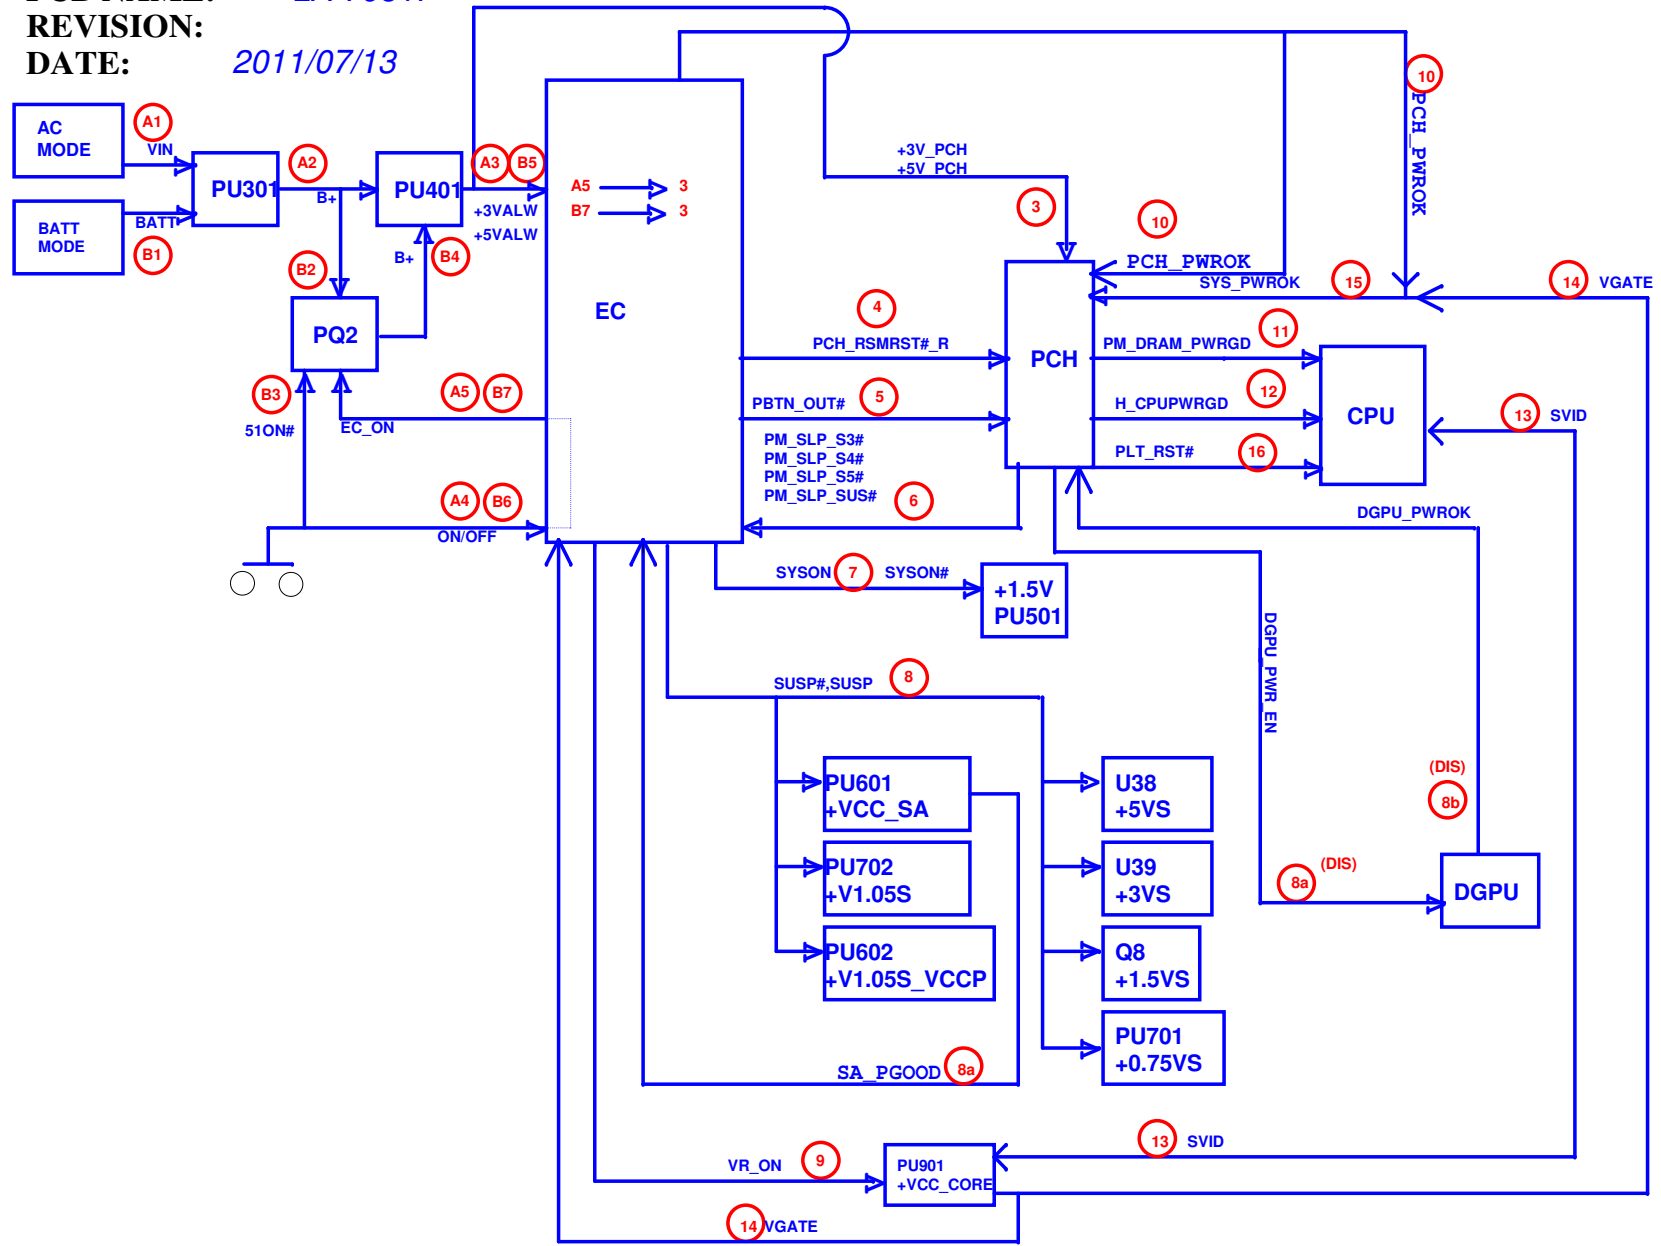 REVISION:
DATE: 2011/07/13
AC
MODE
A1
VIN
BATT
MODE
BATT
B1
PU301
A2
B+
PU401
A3 B5
+3VALW
+5VALW
B+
B4
B2
PQ2
B3
51ON#
A5 B7
EC_ON
A4 B6
ON/OFF
A5 3
B7 3
EC
+3V_PCH
+5V_PCH
3
10
PCH_PWROK
10
PCH_PWROK
SYS_PWROK
15
14
VGATE
4
PCH_RSMRST#_R
PCH
11
PM_DRAM_PWRGD
5
PBTN_OUT#
12
H_CPUPWRGD
CPU
13
SVID
PM_SLP_S3#
PM_SLP_S4#
PM_SLP_S5#
PM_SLP_SUS#
6
PLT_RST#
16
DGPU_PWROK
SYSON
7
SYSON#
+1.5V
PU501
DGPU_PWR_EN
SUSP#,SUSP
8
PU601
+VCC_SA
PU702
+V1.05S
PU602
+V1.05S_VCCP
U38
+5VS
U39
+3VS
Q8
+1.5VS
PU701
+0.75VS
(DIS)
8b
(DIS)
8a
DGPU
SA_PGOOD
8a
13
SVID
VR_ON
9
PU901
+VCC_CORE
14
VGATE